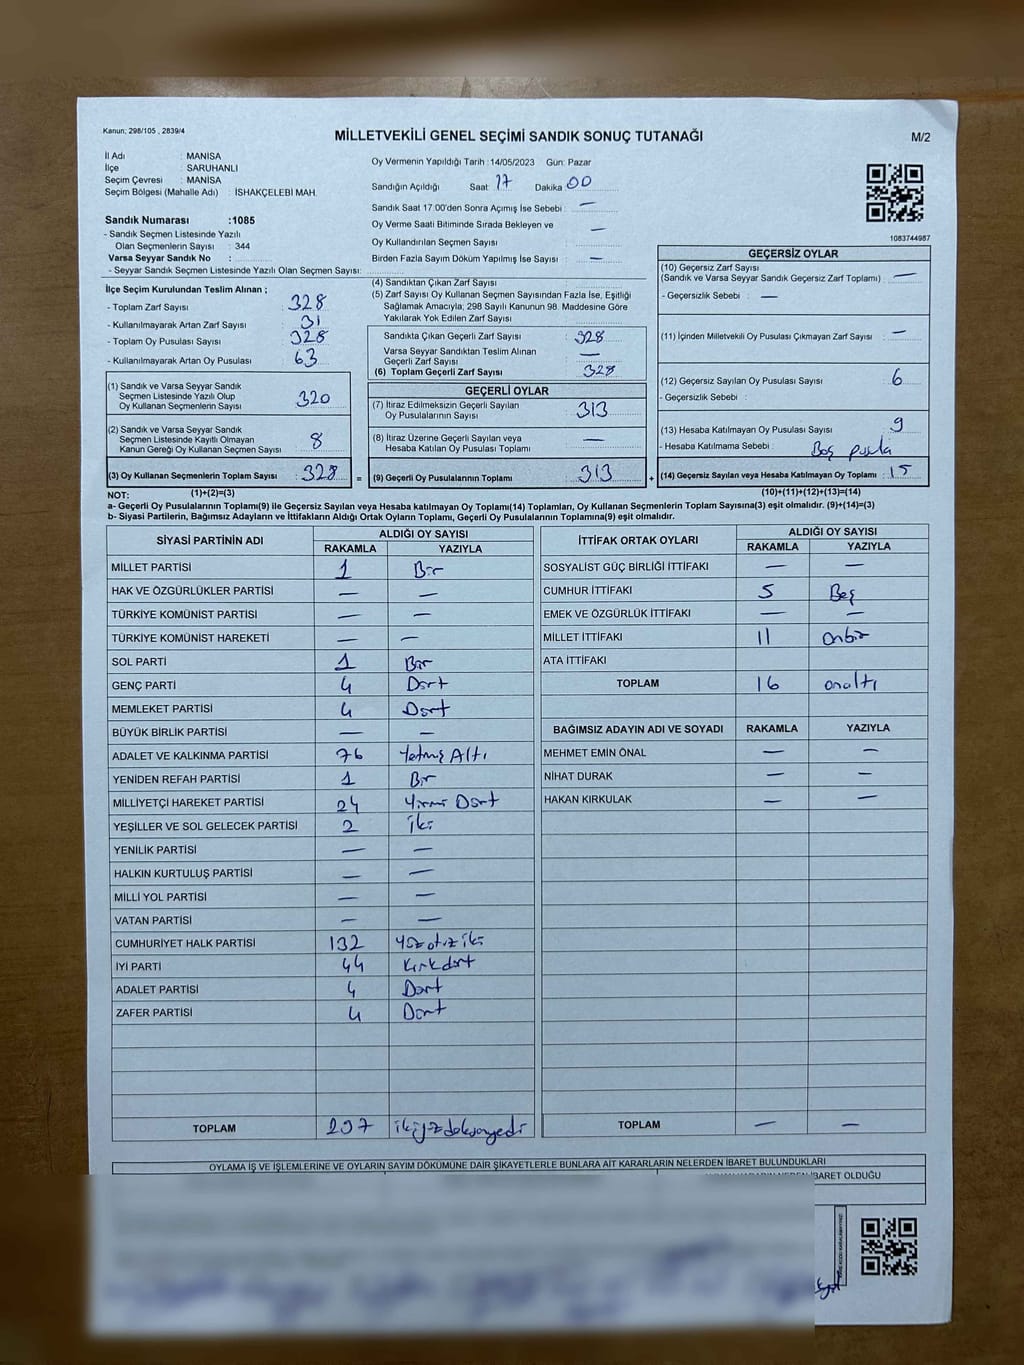 Kanun; 298/105 , 2839/4
MİLLETVEKİLİ GENEL SEÇİMİ SANDIK SONUÇ TUTANAĞI
M/2
İl Adı : MANİSA
İlçe : SARUHANLI
Seçim Çevresi : MANİSA
Seçim Bölgesi (Mahalle Adı) : İSHAKÇELEBİ MAH.
Sandık Numarası :1085
- Sandık Seçmen Listesinde Yazılı
Olan Seçmenlerin Sayısı : 344
Varsa Seyyar Sandık No :
- Seyyar Sandık Seçmen Listesinde Yazılı Olan Seçmen Sayısı:
Oy Vermenin Yapıldığı Tarih : 14/05/2023 Gün: Pazar
Sandığın Açıldığı Saat 17 Dakika 00
Sandık Saat 17:00'den Sonra Açımış İse Sebebi : —
Oy Verme Saati Bitiminde Sırada Bekleyen ve
Oy Kullandırılan Seçmen Sayısı —
Birden Fazla Sayım Döküm Yapılmış İse Sayısı : —
1083744987
İlçe Seçim Kurulundan Teslim Alınan ;
- Toplam Zarf Sayısı : 328
- Kullanılmayarak Artan Zarf Sayısı : 31
- Toplam Oy Pusulası Sayısı : 328
- Kullanılmayarak Artan Oy Pusulası : 63
(1) Sandık ve Varsa Seyyar Sandık
Seçmen Listesinde Yazılı Olup
Oy Kullanan Seçmenlerin Sayısı : 320
(2) Sandık ve Varsa Seyyar Sandık
Seçmen Listesinde Kayıtlı Olmayan
Kanun Gereği Oy Kullanan Seçmen Sayısı : 8
(3) Oy Kullanan Seçmenlerin Toplam Sayısı : 328 =
(4) Sandıktan Çıkan Zarf Sayısı :
(5) Zarf Sayısı Oy Kullanan Seçmen Sayısından Fazla İse, Eşitliği
Sağlamak Amacıyla; 298 Sayılı Kanunun 98. Maddesine Göre
Yakılarak Yok Edilen Zarf Sayısı :
Sandıkta Çıkan Geçerli Zarf Sayısı : 328
Varsa Seyyar Sandıktan Teslim Alınan
Geçerli Zarf Sayısı : —
(6) Toplam Geçerli Zarf Sayısı : 328
GEÇERLİ OYLAR
(7) İtiraz Edilmeksizin Geçerli Sayılan
Oy Pusulalarının Sayısı : 313
(8) İtiraz Üzerine Geçerli Sayılan veya
Hesaba Katılan Oy Pusulası Toplamı : —
(9) Geçerli Oy Pusulalarının Toplamı : 313 +
GEÇERSİZ OYLAR
(10) Geçersiz Zarf Sayısı
(Sandık ve Varsa Seyyar Sandık Geçersiz Zarf Toplamı) : —
- Geçersizlik Sebebi : —
(11) İçinden Milletvekili Oy Pusulası Çıkmayan Zarf Sayısı : —
(12) Geçersiz Sayılan Oy Pusulası Sayısı : 6
- Geçersizlik Sebebi :
(13) Hesaba Katılmayan Oy Pusulası Sayısı : 9
- Hesaba Katılmama Sebebi : Boş pusla
(14) Geçersiz Sayılan veya Hesaba Katılmayan Oy Toplamı : 15
NOT: (1)+(2)=(3) (10)+(11)+(12)+(13)=(14)
a- Geçerli Oy Pusulalarının Toplamı(9) ile Geçersiz Sayılan veya Hesaba katılmayan Oy Toplamı(14) Toplamları, Oy Kullanan Seçmenlerin Toplam Sayısına(3) eşit olmalıdır. (9)+(14)=(3)
b- Siyasi Partilerin, Bağımsız Adayların ve İttifakların Aldığı Ortak Oyların Toplamı, Geçerli Oy Pusulalarının Toplamına(9) eşit olmalıdır.
SİYASİ PARTİNİN ADI ALDIĞI OY SAYISI
RAKAMLA YAZIYLA
MİLLET PARTİSİ 1 Bir
HAK VE ÖZGÜRLÜKLER PARTİSİ — —
TÜRKİYE KOMÜNİST PARTİSİ — —
TÜRKİYE KOMÜNİST HAREKETİ — —
SOL PARTİ 1 Bir
GENÇ PARTİ 4 Dört
MEMLEKET PARTİSİ 4 Dört
BÜYÜK BİRLİK PARTİSİ — —
ADALET VE KALKINMA PARTİSİ 76 Yetmiş Altı
YENİDEN REFAH PARTİSİ 1 Bir
MİLLİYETÇİ HAREKET PARTİSİ 24 Yirmi Dört
YEŞİLLER VE SOL GELECEK PARTİSİ 2 İki
YENİLİK PARTİSİ — —
HALKIN KURTULUŞ PARTİSİ — —
MİLLİ YOL PARTİSİ — —
VATAN PARTİSİ — —
CUMHURİYET HALK PARTİSİ 132 Yüz otuz iki
İYİ PARTİ 44 Kırkdört
ADALET PARTİSİ 4 Dört
ZAFER PARTİSİ 4 Dört
TOPLAM 297 ikiyüzdoksanyedi
İTTİFAK ORTAK OYLARI ALDIĞI OY SAYISI
RAKAMLA YAZIYLA
SOSYALİST GÜÇ BİRLİĞİ İTTİFAKI — —
CUMHUR İTTİFAKI 5 Beş
EMEK VE ÖZGÜRLÜK İTTİFAKI — —
MİLLET İTTİFAKI 11 onbir
ATA İTTİFAKI
TOPLAM 16 onaltı
BAĞIMSIZ ADAYIN ADI VE SOYADI RAKAMLA YAZIYLA
MEHMET EMİN ÖNAL — —
NİHAT DURAK — —
HAKAN KIRKULAK — —
TOPLAM — —
OYLAMA İŞ VE İŞLEMLERİNE VE OYLARIN SAYIM DÖKÜMÜNE DAİR ŞİKAYETLERLE BUNLARA AİT KARARLARIN NELERDEN İBARET BULUNDUKLARI
İBARET OLDUĞU